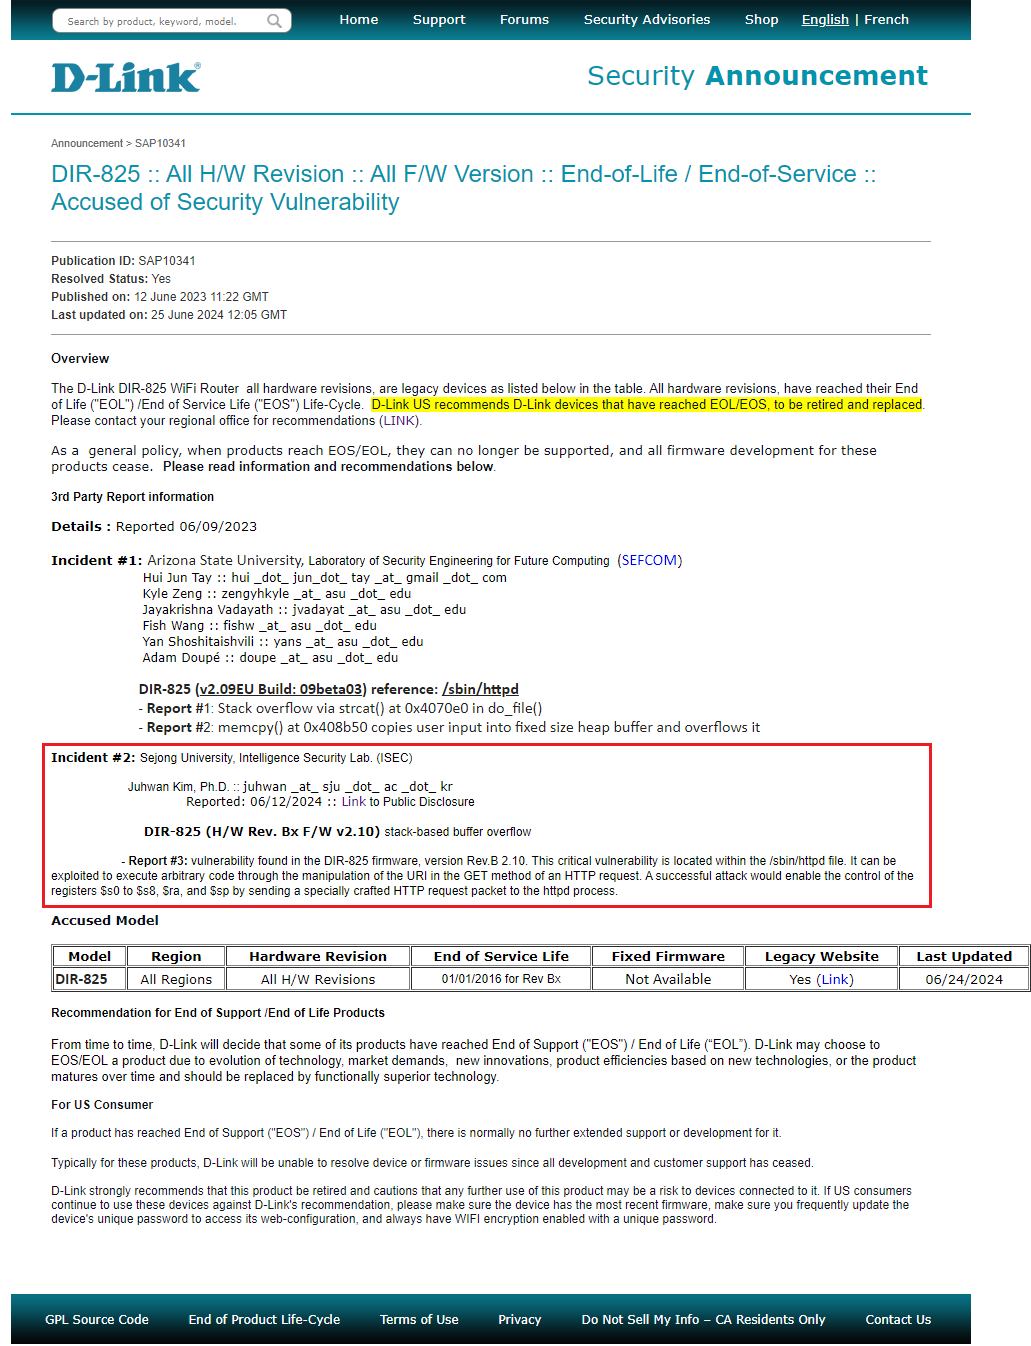 Search by product, keyword, model.
Home Support Forums Security Advisories Shop English | French
D-Link®
Security Announcement
Announcement > SAP10341
DIR-825 :: All H/W Revision :: All F/W Version :: End-of-Life / End-of-Service ::
Accused of Security Vulnerability
Publication ID: SAP10341
Resolved Status: Yes
Published on: 12 June 2023 11:22 GMT
Last updated on: 25 June 2024 12:05 GMT
Overview
The D-Link DIR-825 WiFi Router  all hardware revisions, are legacy devices as listed below in the table. All hardware revisions, have reached their End
of Life ("EOL") /End of Service Life ("EOS") Life-Cycle.  D-Link US recommends D-Link devices that have reached EOL/EOS, to be retired and replaced.
Please contact your regional office for recommendations (LINK).
As a  general policy, when products reach EOS/EOL, they can no longer be supported, and all firmware development for these
products cease.  Please read information and recommendations below.
3rd Party Report information
Details : Reported 06/09/2023
Incident #1: Arizona State University, Laboratory of Security Engineering for Future Computing  (SEFCOM)
Hui Jun Tay :: hui _dot_ jun_dot_ tay _at_ gmail _dot_ com
Kyle Zeng :: zengyhkyle _at_ asu _dot_ edu
Jayakrishna Vadayath :: jvadayat _at_ asu _dot_ edu
Fish Wang :: fishw _at_ asu _dot_ edu
Yan Shoshitaishvili :: yans _at_ asu _dot_ edu
Adam Doupé :: doupe _at_ asu _dot_ edu
DIR-825 (v2.09EU Build: 09beta03) reference: /sbin/httpd
- Report #1: Stack overflow via strcat() at 0x4070e0 in do_file()
- Report #2: memcpy() at 0x408b50 copies user input into fixed size heap buffer and overflows it
Incident #2: Sejong University, Intelligence Security Lab. (ISEC)
Juhwan Kim, Ph.D. :: juhwan _at_ sju _dot_ ac _dot_ kr
Reported: 06/12/2024 :: Link to Public Disclosure
DIR-825 (H/W Rev. Bx F/W v2.10) stack-based buffer overflow
- Report #3: vulnerability found in the DIR-825 firmware, version Rev.B 2.10. This critical vulnerability is located within the /sbin/httpd file. It can be
exploited to execute arbitrary code through the manipulation of the URI in the GET method of an HTTP request. A successful attack would enable the control of the
registers $s0 to $s8, $ra, and $sp by sending a specially crafted HTTP request packet to the httpd process.
Accused Model
Model Region Hardware Revision End of Service Life Fixed Firmware Legacy Website Last Updated
DIR-825 All Regions All H/W Revisions 01/01/2016 for Rev Bx Not Available Yes (Link) 06/24/2024
Recommendation for End of Support /End of Life Products
From time to time, D-Link will decide that some of its products have reached End of Support ("EOS") / End of Life (“EOL”). D-Link may choose to
EOS/EOL a product due to evolution of technology, market demands,  new innovations, product efficiencies based on new technologies, or the product
matures over time and should be replaced by functionally superior technology.
For US Consumer
If a product has reached End of Support ("EOS") / End of Life ("EOL"), there is normally no further extended support or development for it.
Typically for these products, D-Link will be unable to resolve device or firmware issues since all development and customer support has ceased.
D-Link strongly recommends that this product be retired and cautions that any further use of this product may be a risk to devices connected to it. If US consumers
continue to use these devices against D-Link's recommendation, please make sure the device has the most recent firmware, make sure you frequently update the
device's unique password to access its web-configuration, and always have WIFI encryption enabled with a unique password.
GPL Source Code End of Product Life-Cycle Terms of Use Privacy Do Not Sell My Info – CA Residents Only Contact Us